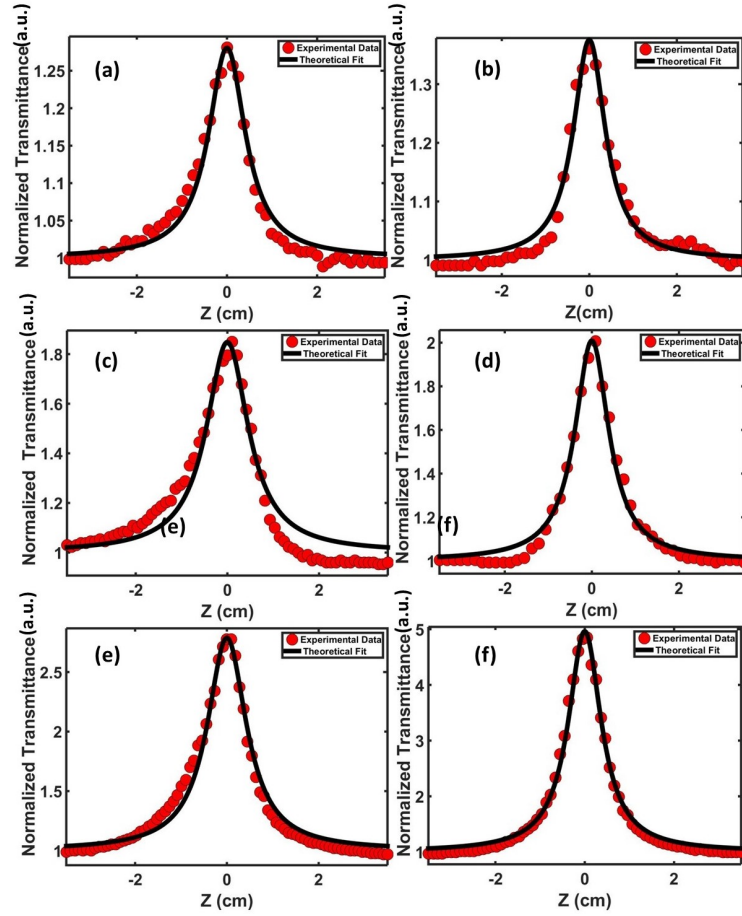 Normalized Transmittance(a.u.)
(a)
Experimental Data
Theoretical Fit
1.25
1.2
1.15
1.1
1.05
1
-2 0 2
Z (cm)
Normalized Transmittance(a.u.)
(b)
Experimental Data
Theoretical Fit
1.3
1.2
1.1
1
-2 0 2
Z(cm)
Normalized Transmittance(a.u.)
(c)
Experimental Data
Theoretical Fit
1.8
1.6
1.4
1.2
1
(e)
-2 0 2
Z (cm)
Normalized Transmittance(a.u.)
(d)
Experimental Data
Theoretical Fit
2
1.8
1.6
1.4
1.2
1
(f)
-2 0 2
Z (cm)
Normalized Transmittance(a.u.)
(e)
Experimental Data
Theoretical Fit
2.5
2
1.5
1
-2 0 2
Z (cm)
Normalized Transmittance(a.u.)
(f)
Experimental Data
Theoretical Fit
5
4
3
2
1
-2 0 2
Z (cm)